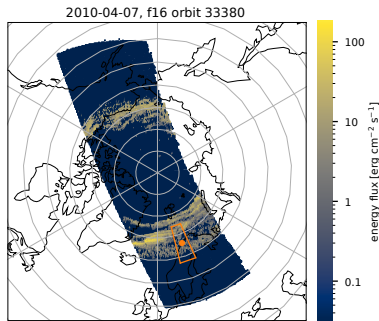 2010-04-07, f16 orbit 33380
100
10
1
0.1
energy flux [erg cm⁻² s⁻¹]